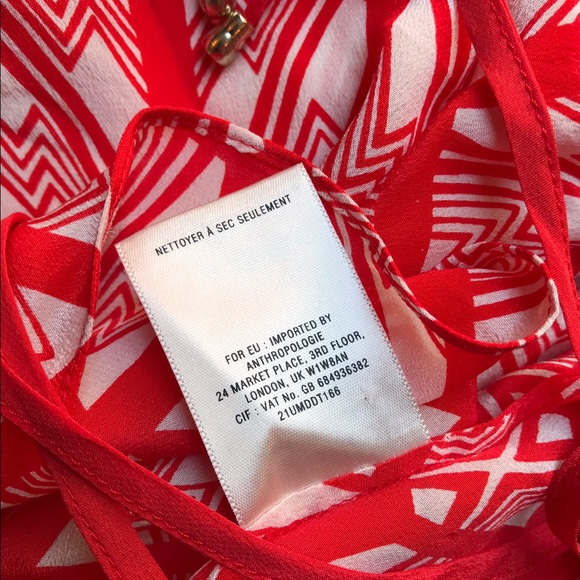 NETTOYER À SEC SEULEMENT
FOR EU : IMPORTED BY
ANTHROPOLOGIE
24 MARKET PLACE, 3RD FLOOR,
LONDON, UK W1W8AN
CIF : VAT No. GB 684936382
21UMDDT166